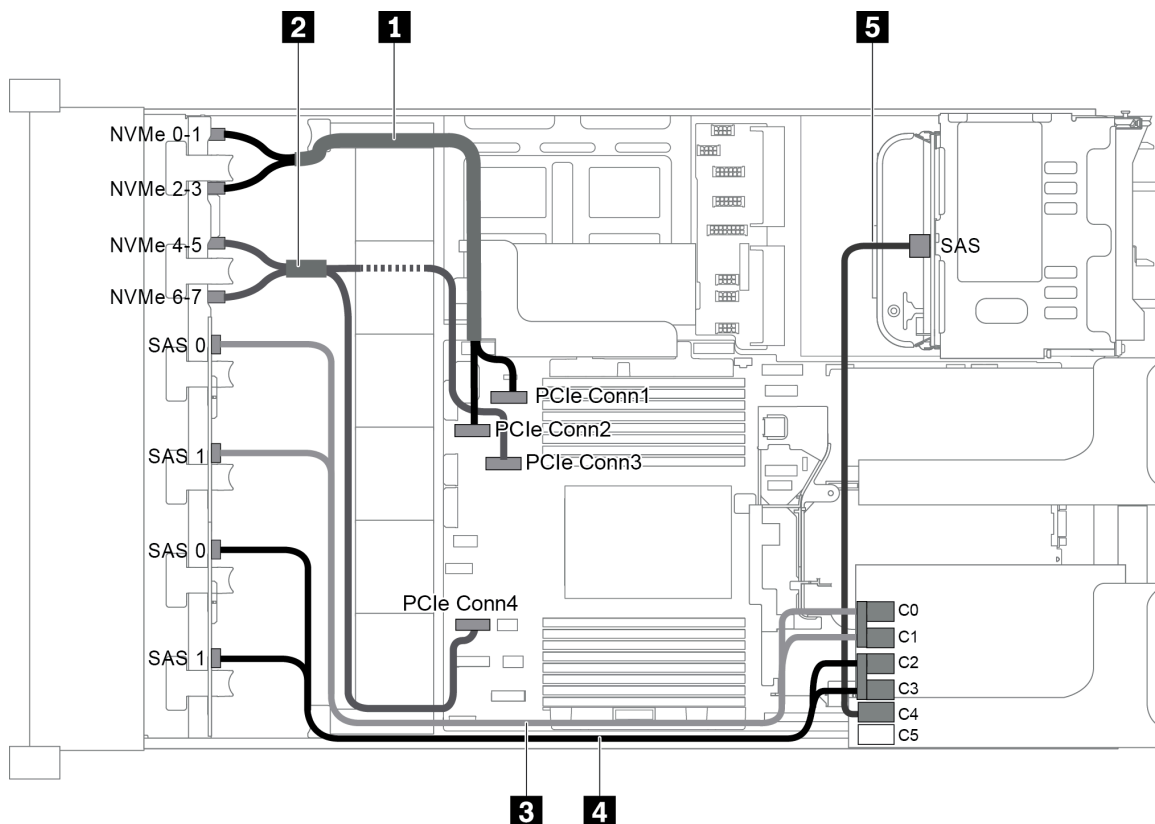 2
1
5
NVMe 0-1
NVMe 2-3
NVMe 4-5
SAS
NVMe 6-7
SAS 0
PCIe Conn1
PCIe Conn2
SAS 1
PCIe Conn3
SAS 0
PCIe Conn4
C0
C1
SAS 1
C2
C3
C4
C5
3
4